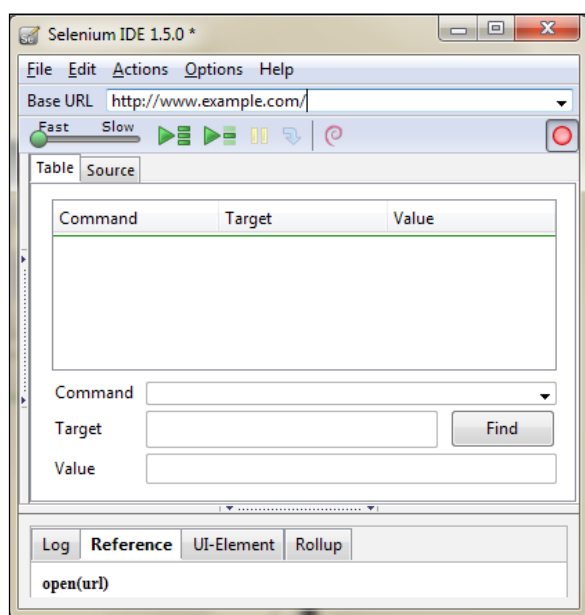 Selenium IDE 1.5.0 *
File Edit Actions Options Help
Base URL http://www.example.com/
Fast Slow
Table Source
Command Target Value
Command
Target Find
Value
Log Reference UI-Element Rollup
open(url)